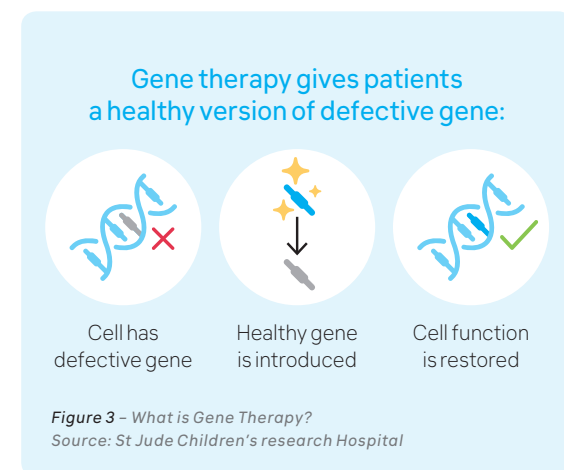 Gene therapy gives patients
a healthy version of defective gene:
Cell has
defective gene
Healthy gene
is introduced
Cell function
is restored
Figure 3 – What is Gene Therapy?
Source: St Jude Children's research Hospital